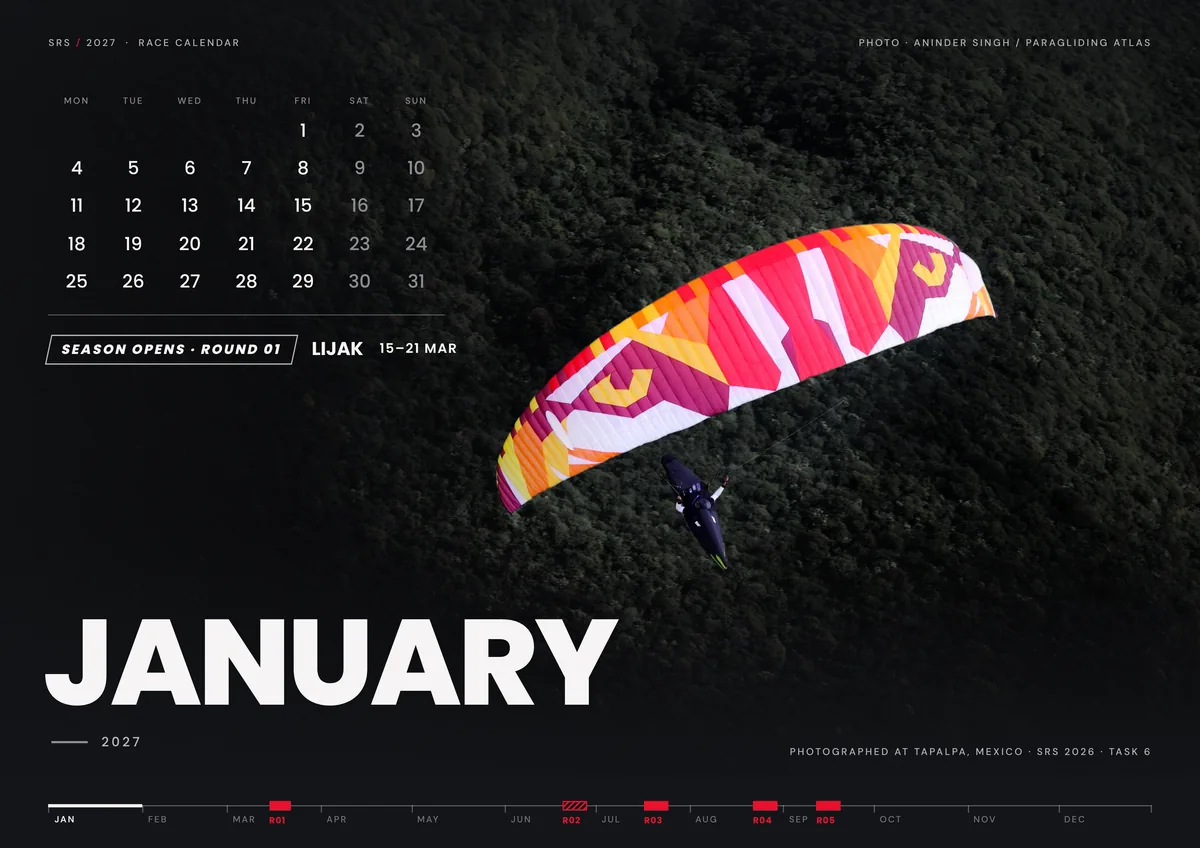 SRS / 2027 · RACE CALENDAR
PHOTO · ANINDER SINGH / PARAGLIDING ATLAS
MON TUE WED THU FRI SAT SUN
1 2 3
4 5 6 7 8 9 10
11 12 13 14 15 16 17
18 19 20 21 22 23 24
25 26 27 28 29 30 31
SEASON OPENS · ROUND 01 LIJAK 15–21 MAR
JANUARY
2027
PHOTOGRAPHED AT TAPALPA, MEXICO · SRS 2026 · TASK 6
JAN FEB MAR R01 APR MAY JUN R02 JUL R03 AUG R04 SEP R05 OCT NOV DEC